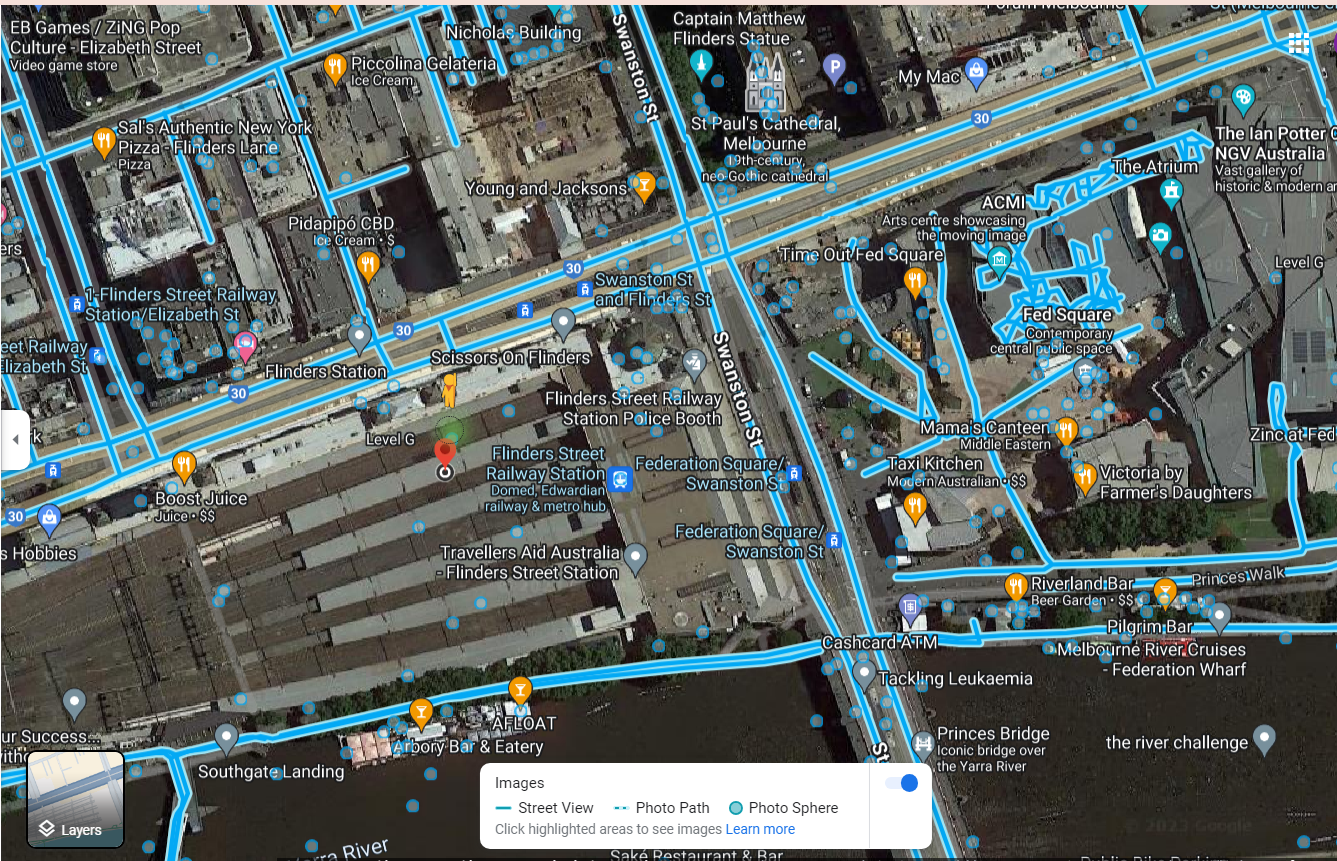 EB Games / ZiNG Pop
Culture - Elizabeth Street
Video game store
Nicholas Building
Swanston St
Captain Matthew
Flinders Statue
P
My Mac
Piccolina Gelateria
Ice Cream
Sal's Authentic New York
Pizza - Flinders Lane
Pizza
St Paul's Cathedral,
Melbourne
19th-century,
neo-Gothic cathedral
30
The Ian Potter C
NGV Australia
Vast gallery of
historic & modern ar
The Atrium
Young and Jacksons
ACMI
Arts centre showcasing
the moving image
Pidapipó CBD
Ice Cream • $
ers
Time Out Fed Square
Level G
30
Swanston St
and Flinders St
1-Flinders Street Railway
Station/Elizabeth St
Fed Square
Contemporary
central public space
30
eet Railway
Elizabeth St
Scissors On Flinders
Flinders Station
30
Swanston St
Flinders Street Railway
Station Police Booth
Level G
Mama's Canteen
Middle Eastern
Zinc at Fed
Flinders Street
Railway Station
Domed, Edwardian
railway & metro hub
Federation Square/
Swanston St
Taxi Kitchen
Modern Australian • $$
Victoria by
Farmer's Daughters
Boost Juice
Juice • $$
30
s Hobbies
Federation Square/
Swanston St
Travellers Aid Australia
- Flinders Street Station
Riverland Bar
Beer Garden • $$
Princes Walk
Pilgrim Bar
Cashcard ATM
Melbourne River Cruises
- Federation Wharf
Tackling Leukaemia
AFLOAT
Arbory Bar & Eatery
ur Success...
Southgate Landing
St
Princes Bridge
Iconic bridge over
the Yarra River
the river challenge
Images
Street View
Photo Path
Photo Sphere
Click highlighted areas to see images Learn more
Layers
rra River
Saké Restaurant & Bar